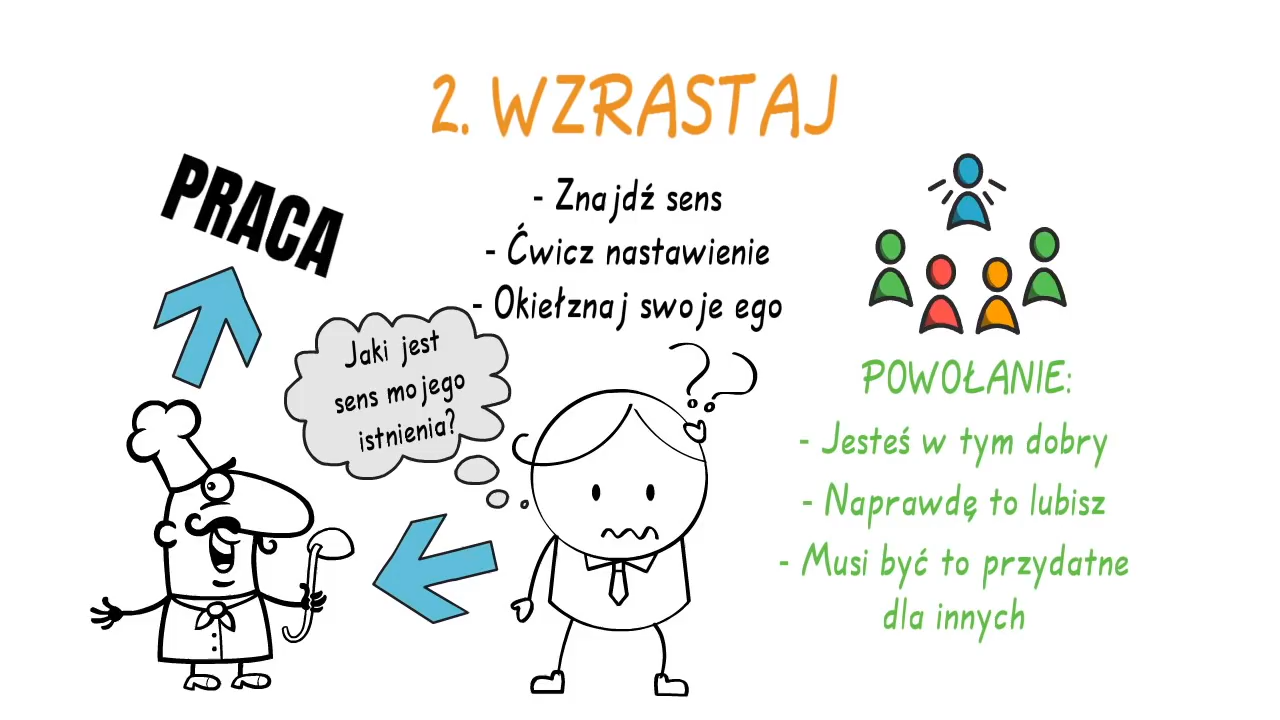 2. WZRASTAJ
PRACA
- Znajdź sens
- Ćwicz nastawienie
- Okiełznaj swoje ego
Jaki jest
sens mojego
istnienia?
POWOŁANIE:
- Jesteś w tym dobry
- Naprawdę to lubisz
- Musi być to przydatne
dla innych